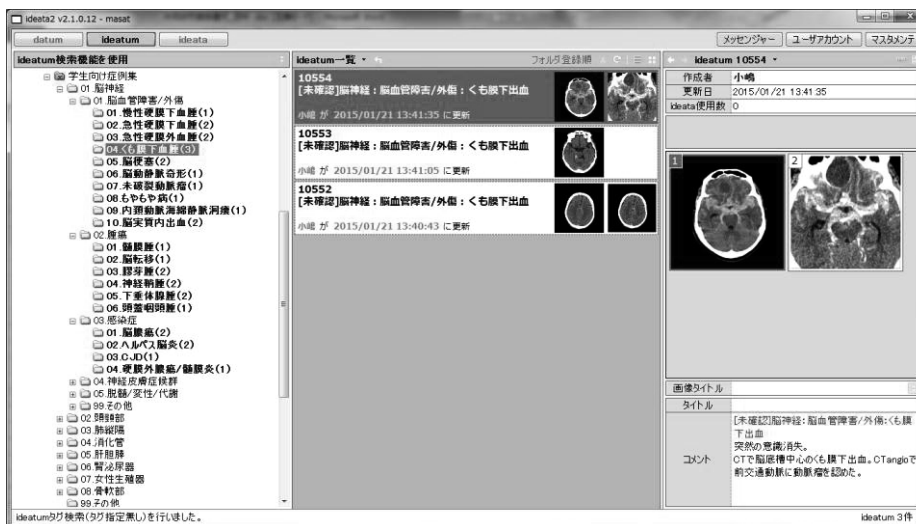 ideata2 v2.1.0.12 - masat
datum
ideatum
ideata
メッセンジャー
ユーザアカウント
マスタメンテ
ideatum検索機能を使用
学生向け症例集
01.脳神経
01.脳血管障害/外傷
01.慢性硬膜下血腫(1)
02.急性硬膜下血腫(2)
03.急性硬膜外血腫(2)
04.くも膜下血腫(3)
05.脳梗塞(2)
06.脳動静脈奇形(1)
07.未破裂動脈瘤(1)
08.もやもや病(1)
09.内頚動脈海綿静脈洞瘻(1)
10.脳実質内出血(2)
02.腫瘍
01.髄膜腫(1)
02.脳転移(1)
03.膠芽腫(2)
04.神経鞘腫(2)
05.下垂体腺腫(2)
06.頭蓋咽頭腫(1)
03.感染症
01.脳膿瘍(2)
02.ヘルペス脳炎(2)
03.CJD(1)
04.硬膜外膿瘍/髄膜炎(1)
04.神経皮膚症候群
05.脱髄/変性/代謝
99.その他
02.頭頚部
03.肺縦隔
04.消化管
05.肝胆膵
06.腎泌尿器
07.女性生殖器
08.骨軟部
99.その他
ideatumタグ検索(タグ指定無し)を行いました。
ideatum一覧
フォルダ登録順
10554
[未確認]脳神経：脳血管障害/外傷：くも膜下出血
小嶋 が 2015/01/21 13:41:35 に更新
10553
[未確認]脳神経：脳血管障害/外傷：くも膜下出血
小嶋 が 2015/01/21 13:41:05 に更新
10552
[未確認]脳神経：脳血管障害/外傷：くも膜下出血
小嶋 が 2015/01/21 13:40:43 に更新
ideatum 10554
作成者 小嶋
更新日 2015/01/21 13:41:35
ideata使用数 0
1
2
画像タイトル
タイトル
コメント
[未確認]脳神経：脳血管障害/外傷：くも膜
下出血
突然の意識消失。
CTで脳底槽中心のくも膜下出血。CTangioで
前交通動脈に動脈瘤を認めた。
ideatum 3件